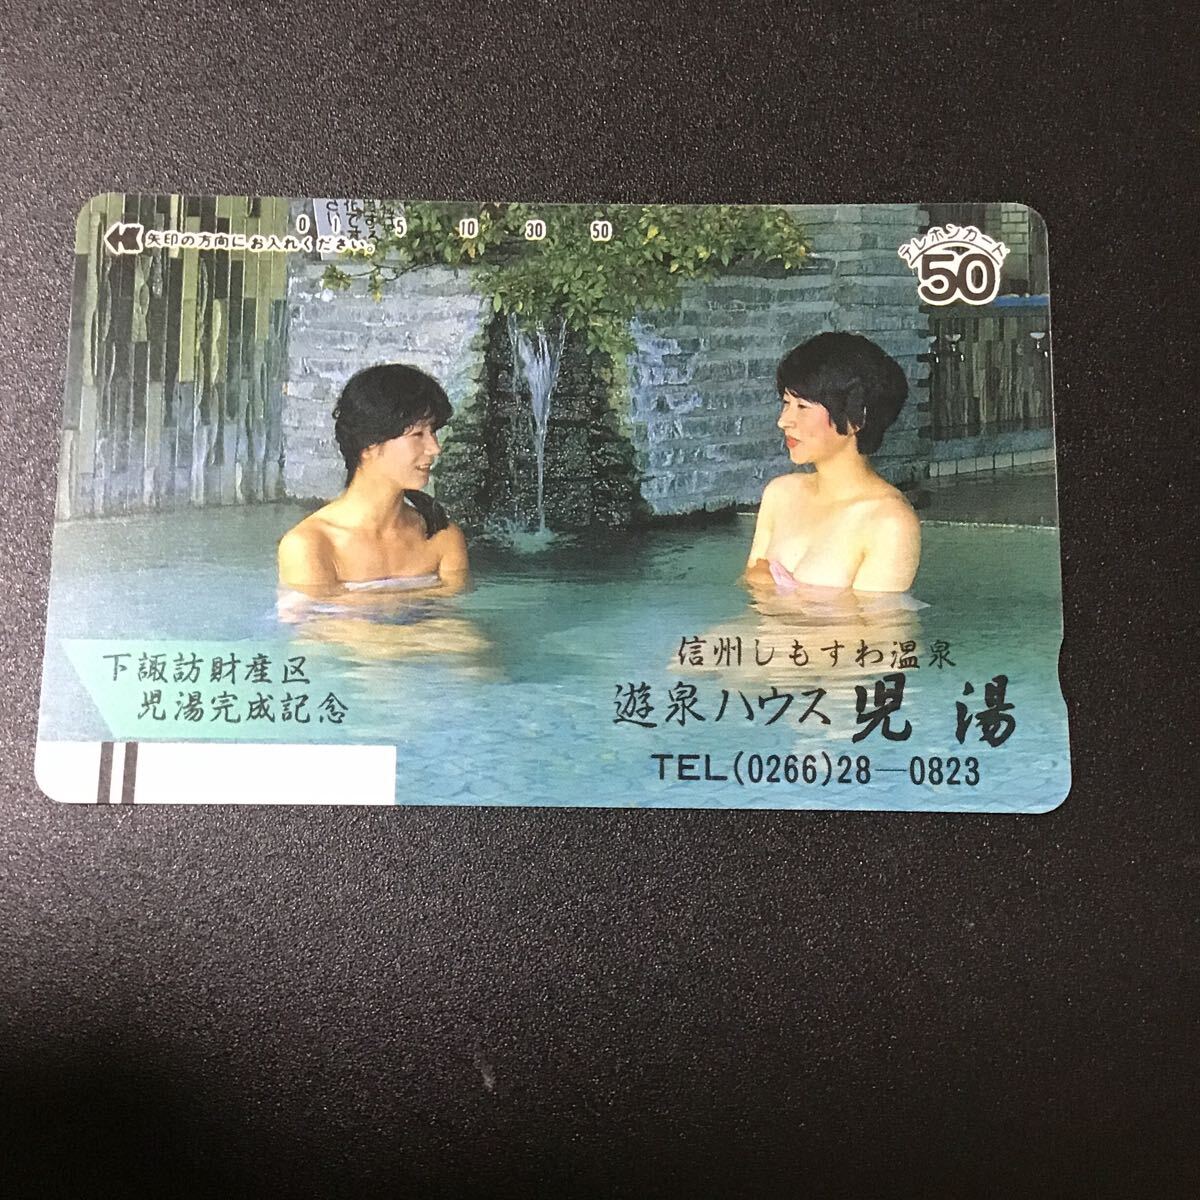 矢印の方向にお入れください。
0 1 5 10 30 50
テレホンカード
50
下諏訪財産区
児湯完成記念
信州しもすわ温泉
遊泉ハウス 児湯
TEL(0266)28—0823